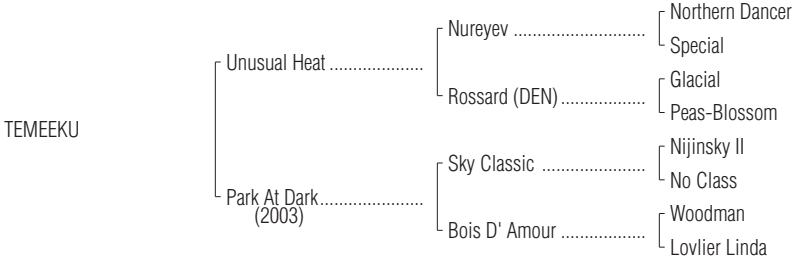 Northern Dancer
Nureyev ............................
Special
Unusual Heat ....................
Glacial
Rossard (DEN) ..................
Peas-Blossom
TEMEEKU
Nijinsky II
Sky Classic ......................
No Class
Park At Dark ......................
(2003)
Woodman
Bois D' Amour ..................
Lovlier Linda